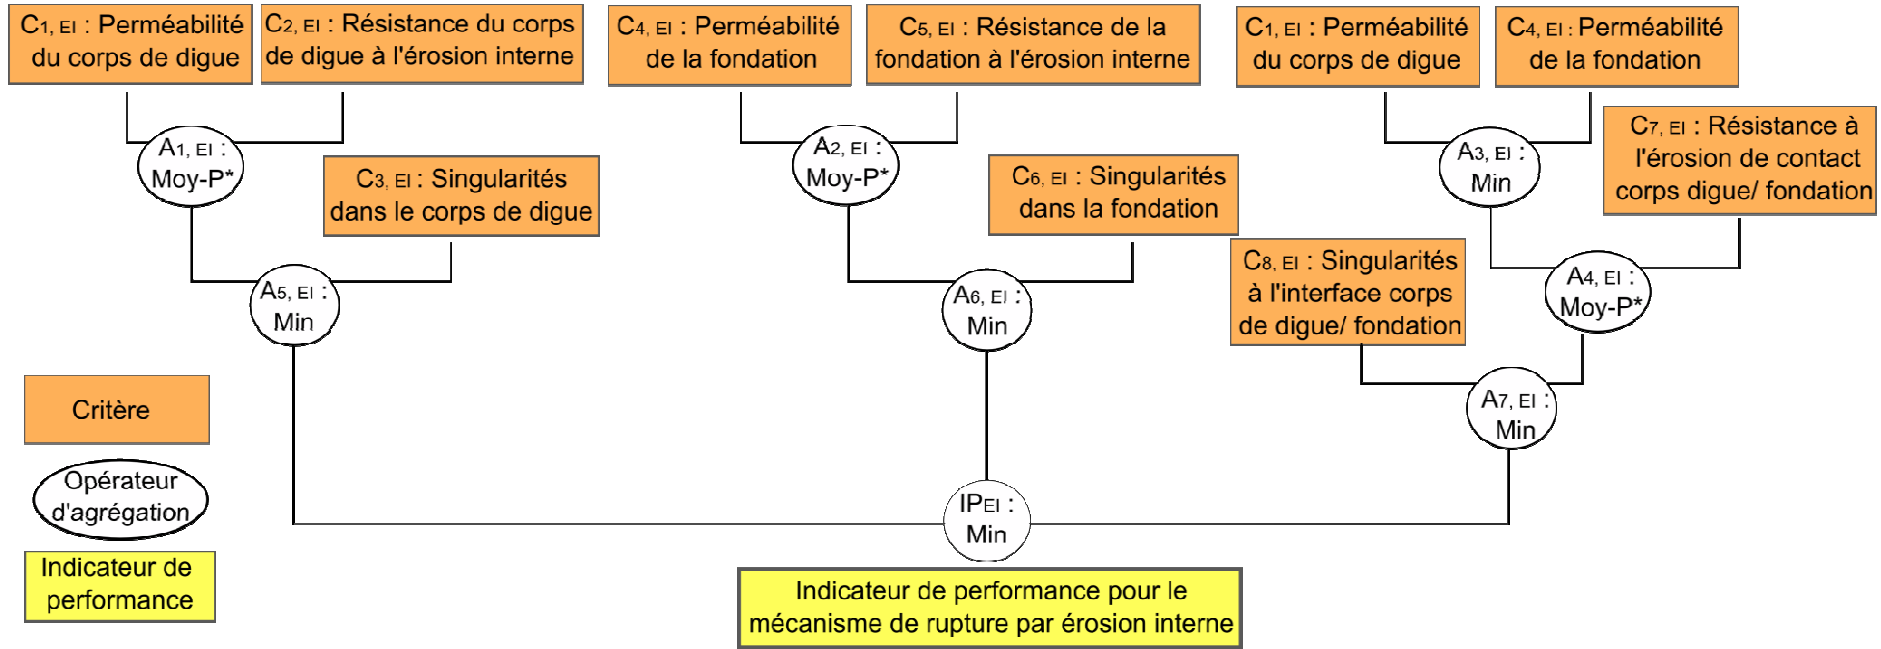 C1, EI : Perméabilité
du corps de digue
C2, EI : Résistance du corps
de digue à l'érosion interne
A1, EI :
Moy-P*
C3, EI : Singularités
dans le corps de digue
A5, EI :
Min
C4, EI : Perméabilité
de la fondation
C5, EI : Résistance de la
fondation à l'érosion interne
A2, EI :
Moy-P*
C6, EI : Singularités
dans la fondation
A6, EI :
Min
C1, EI : Perméabilité
du corps de digue
C4, EI : Perméabilité
de la fondation
A3, EI :
Min
C7, EI : Résistance à
l'érosion de contact
corps digue/ fondation
C8, EI : Singularités
à l'interface corps
de digue/ fondation
A4, EI :
Moy-P*
A7, EI :
Min
IPEI :
Min
Indicateur de performance pour le
mécanisme de rupture par érosion interne
Critère
Opérateur
d'agrégation
Indicateur de
performance